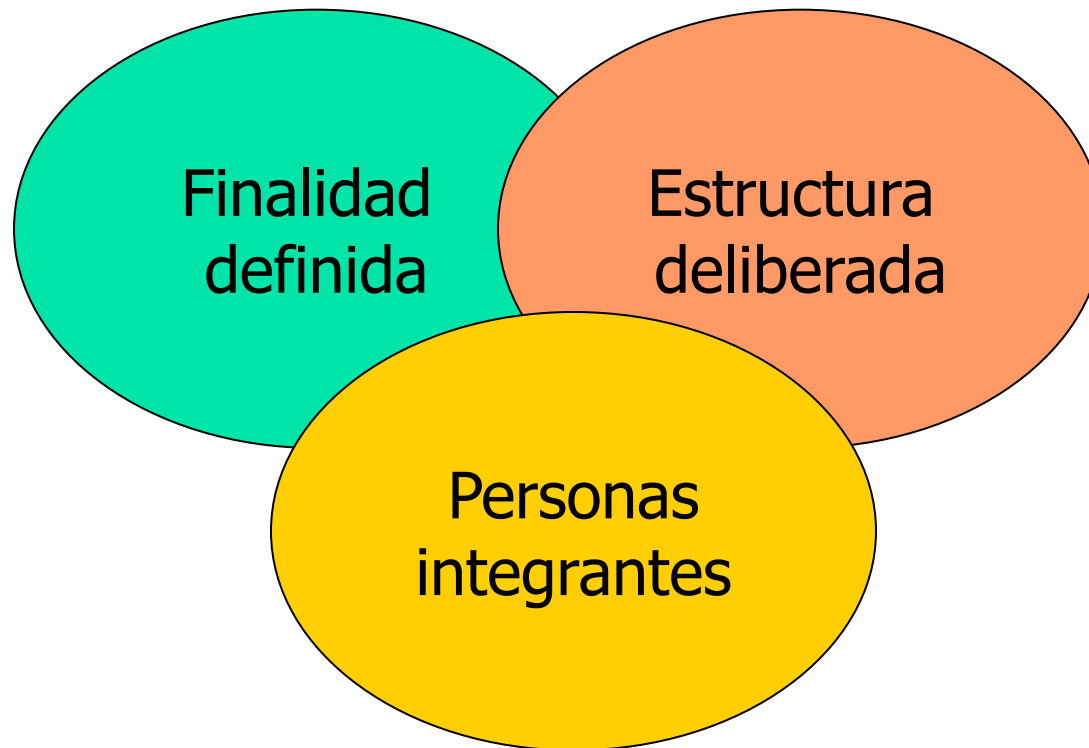 Finalidad
definida
Estructura
deliberada
Personas
integrantes